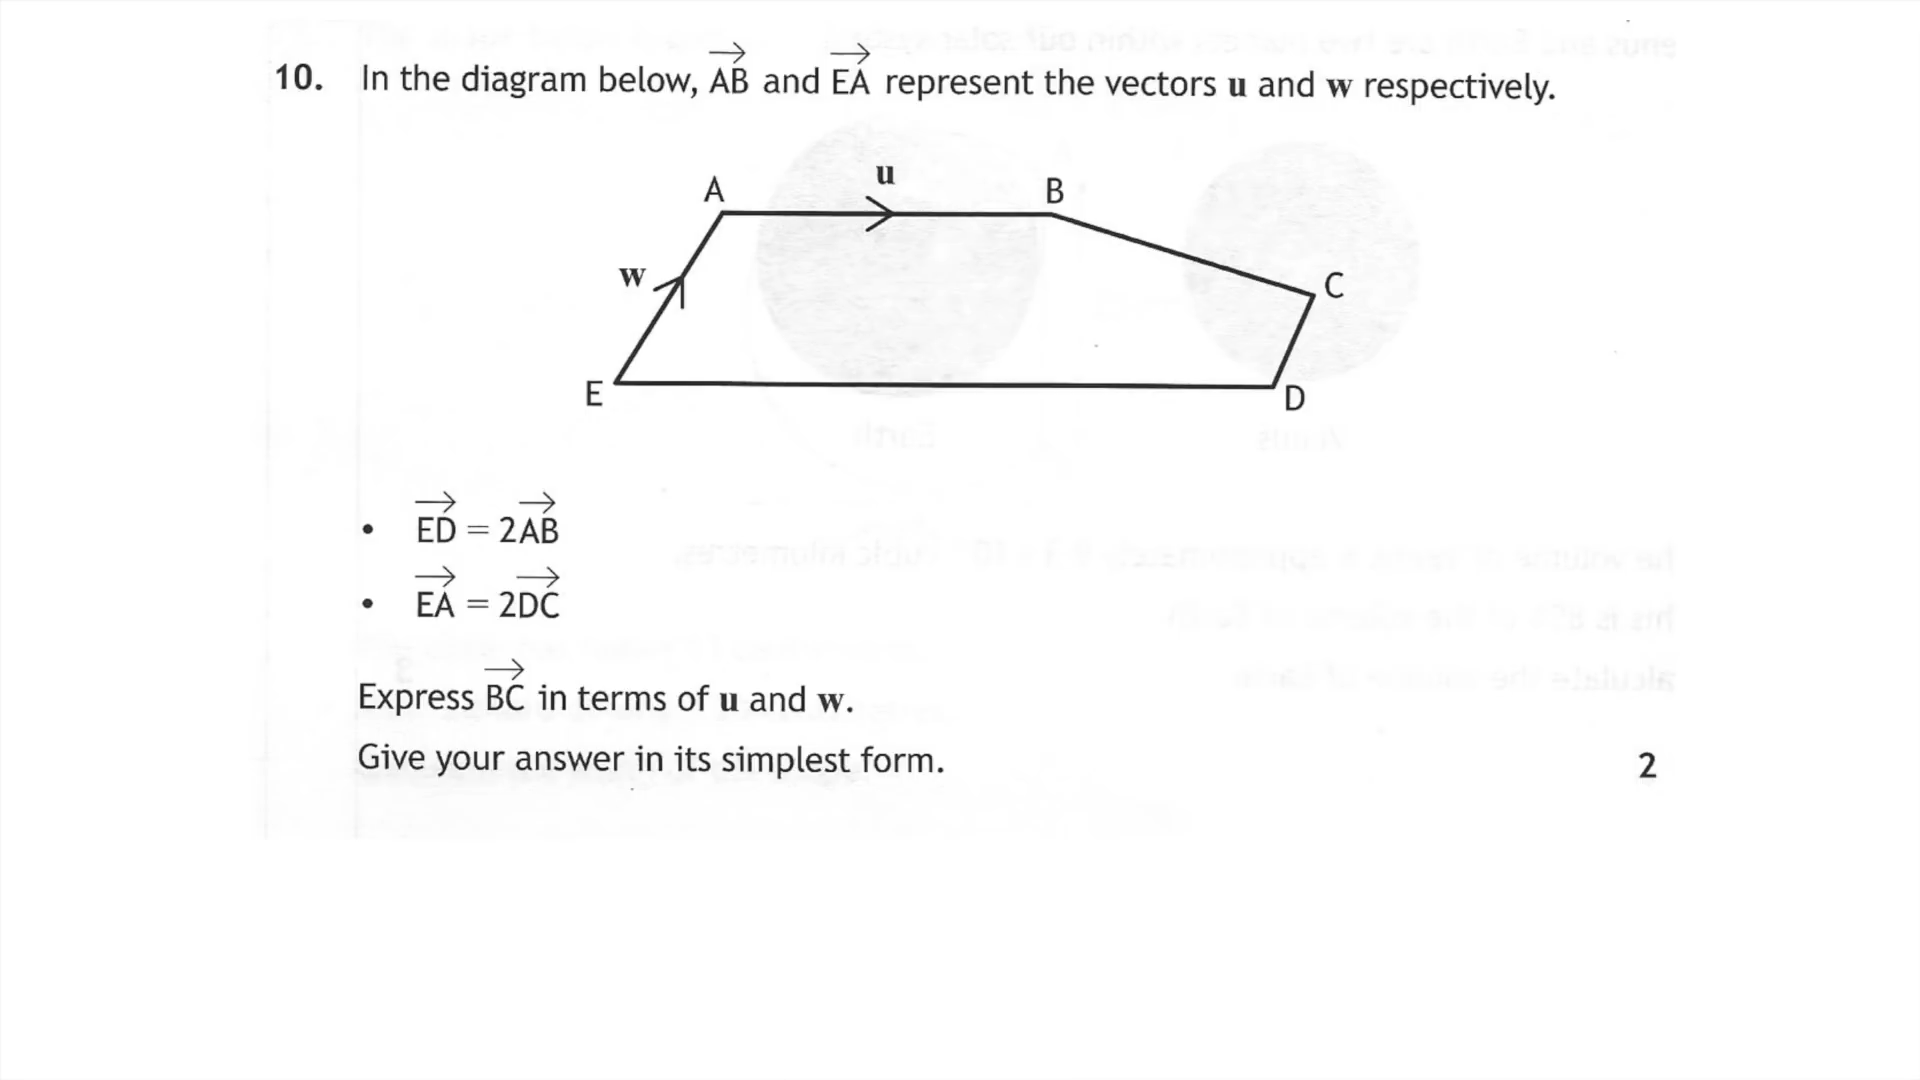 10. In the diagram below, AB and EA represent the vectors u and w respectively.
A
u
B
w
C
E
D
• ED = 2AB
• EA = 2DC
Express BC in terms of u and w.
Give your answer in its simplest form.
2